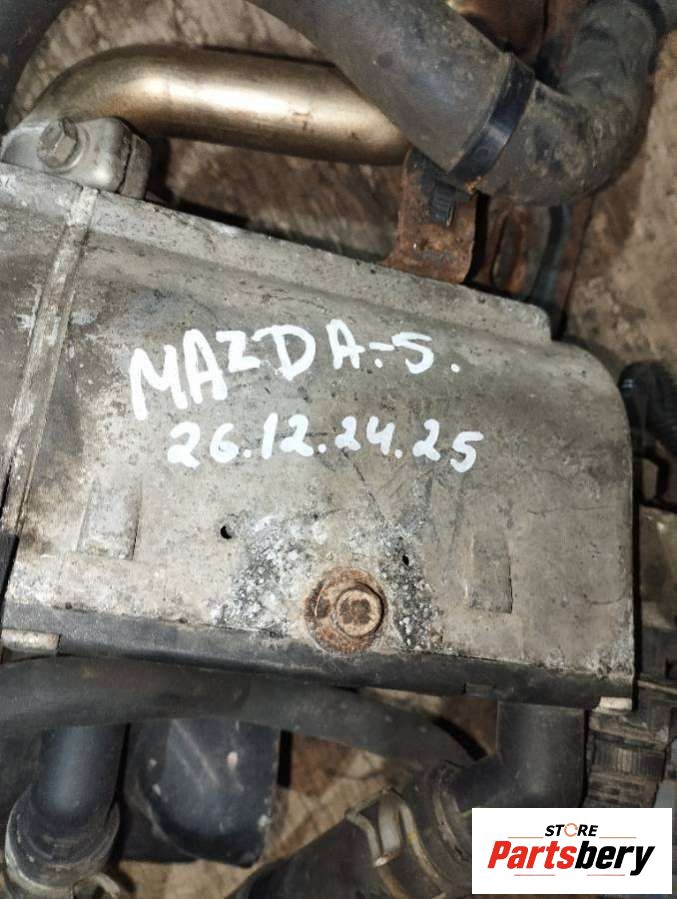 MAZDA.-5.
26.12.24.25
STORE
Partsbery